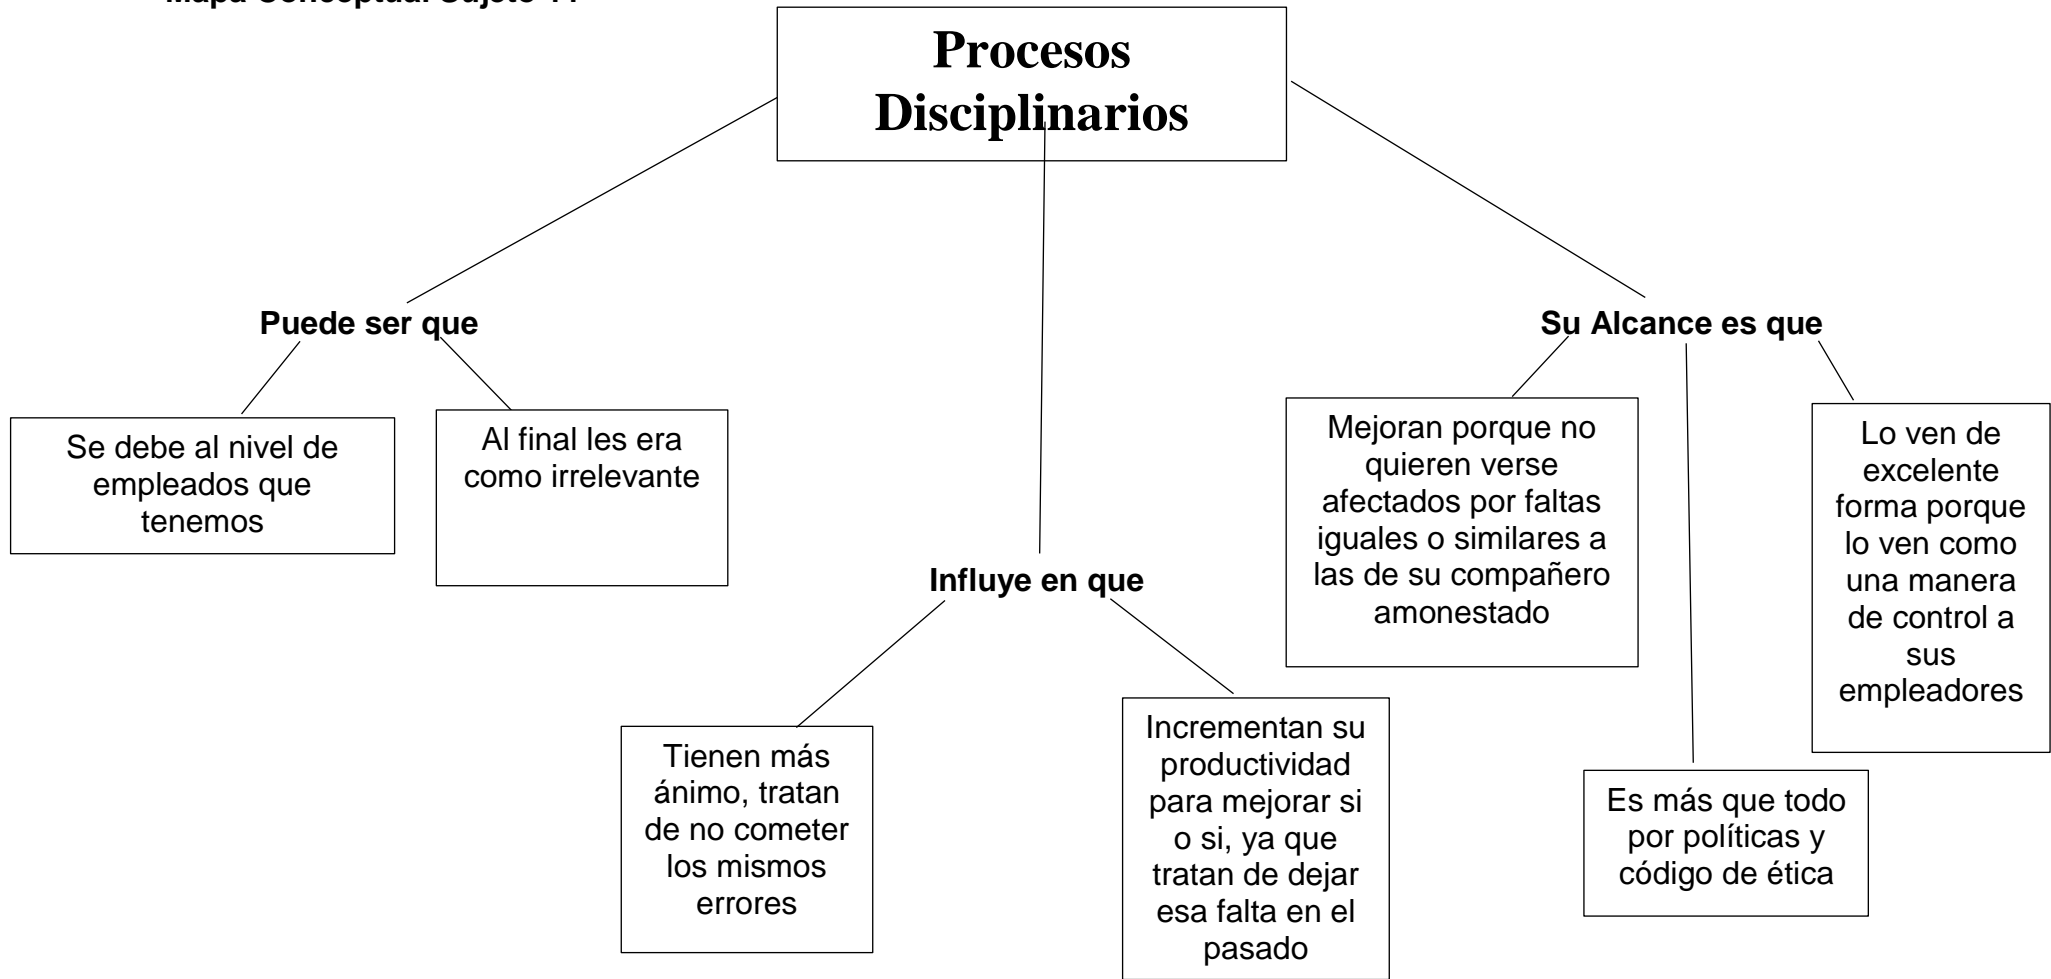 Mapa Conceptual Sujeto
Procesos
Disciplinarios
Puede ser que
Se debe al nivel de
empleados que
tenemos
Al final les era
como irrelevante
Influye en que
Tienen más
ánimo, tratan
de no cometer
los mismos
errores
Incrementan su
productividad
para mejorar si
o si, ya que
tratan de dejar
esa falta en el
pasado
Su Alcance es que
Mejoran porque no
quieren verse
afectados por faltas
iguales o similares a
las de su compañero
amonestado
Es más que todo
por políticas y
código de ética
Lo ven de
excelente
forma porque
lo ven como
una manera
de control a
sus
empleadores